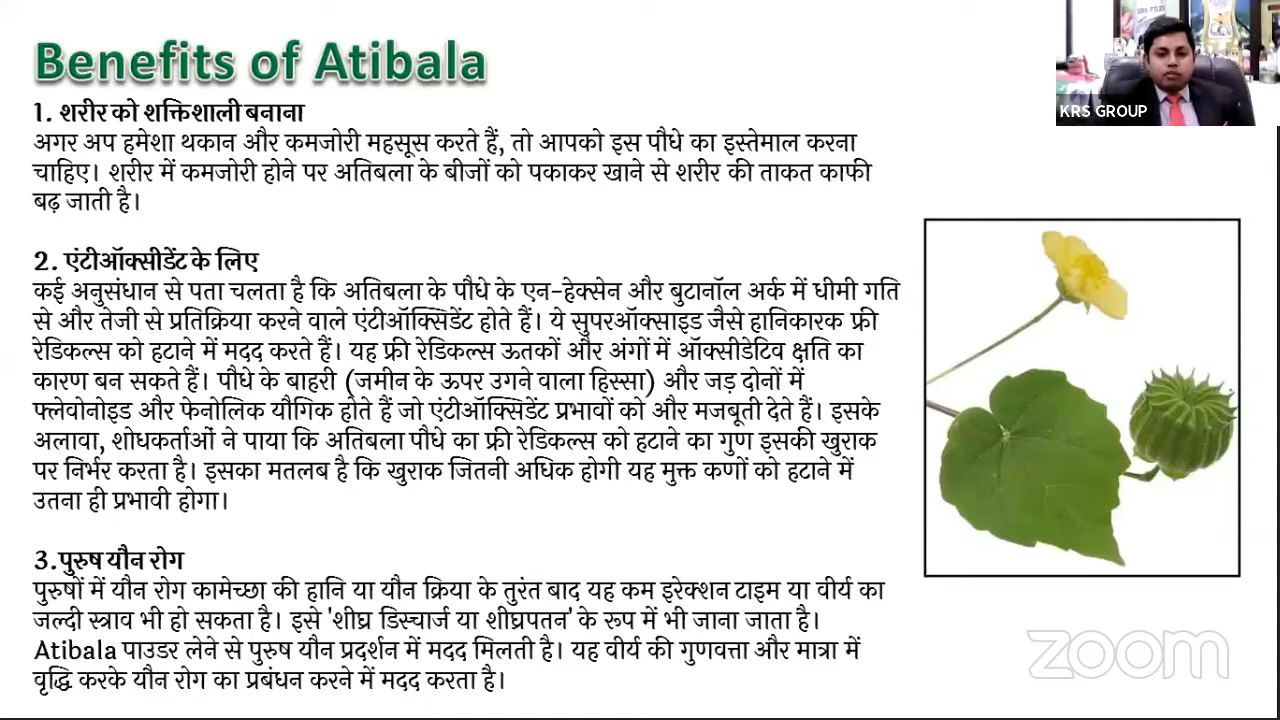 Benefits of Atibala
KRS GROUP
1. शरीर को शक्तिशाली बनाना
अगर अप हमेशा थकान और कमजोरी महसूस करते हैं, तो आपको इस पौधे का इस्तेमाल करना
चाहिए। शरीर में कमजोरी होने पर अतिबला के बीजों को पकाकर खाने से शरीर की ताकत काफी
बढ़ जाती है।
2. एंटीऑक्सीडेंट के लिए
कई अनुसंधान से पता चलता है कि अतिबला के पौधे के एन-हेक्सेन और बुटानॉल अर्क में धीमी गति
से और तेजी से प्रतिक्रिया करने वाले एंटीऑक्सिडेंट होते हैं। ये सुपरऑक्साइड जैसे हानिकारक फ्री
रेडिकल्स को हटाने में मदद करते हैं। यह फ्री रेडिकल्स ऊतकों और अंगों में ऑक्सीडेटिव क्षति का
कारण बन सकते हैं। पौधे के बाहरी (जमीन के ऊपर उगने वाला हिस्सा) और जड़ दोनों में
फ्लेवोनोइड और फेनोलिक यौगिक होते हैं जो एंटीऑक्सिडेंट प्रभावों को और मजबूती देते हैं। इसके
अलावा, शोधकर्ताओं ने पाया कि अतिबला पौधे का फ्री रेडिकल्स को हटाने का गुण इसकी खुराक
पर निर्भर करता है। इसका मतलब है कि खुराक जितनी अधिक होगी यह मुक्त कणों को हटाने में
उतना ही प्रभावी होगा।
3.पुरुष यौन रोग
पुरुषों में यौन रोग कामेच्छा की हानि या यौन क्रिया के तुरंत बाद यह कम इरेक्शन टाइम या वीर्य का
जल्दी स्त्राव भी हो सकता है। इसे 'शीघ्र डिस्चार्ज या शीघ्रपतन' के रूप में भी जाना जाता है।
Atibala पाउडर लेने से पुरुष यौन प्रदर्शन में मदद मिलती है। यह वीर्य की गुणवत्ता और मात्रा में
वृद्धि करके यौन रोग का प्रबंधन करने में मदद करता है।
zoom